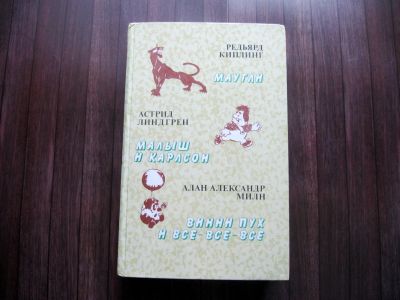 РЕДЬЯРД
КИПЛИНГ
МАУГЛИ
АСТРИД
ЛИНДГРЕН
МАЛЫШ
И КАРЛСОН
АЛАН АЛЕКСАНДР
МИЛН
ВИННИ ПУХ
И ВСЕ-ВСЕ-ВСЕ